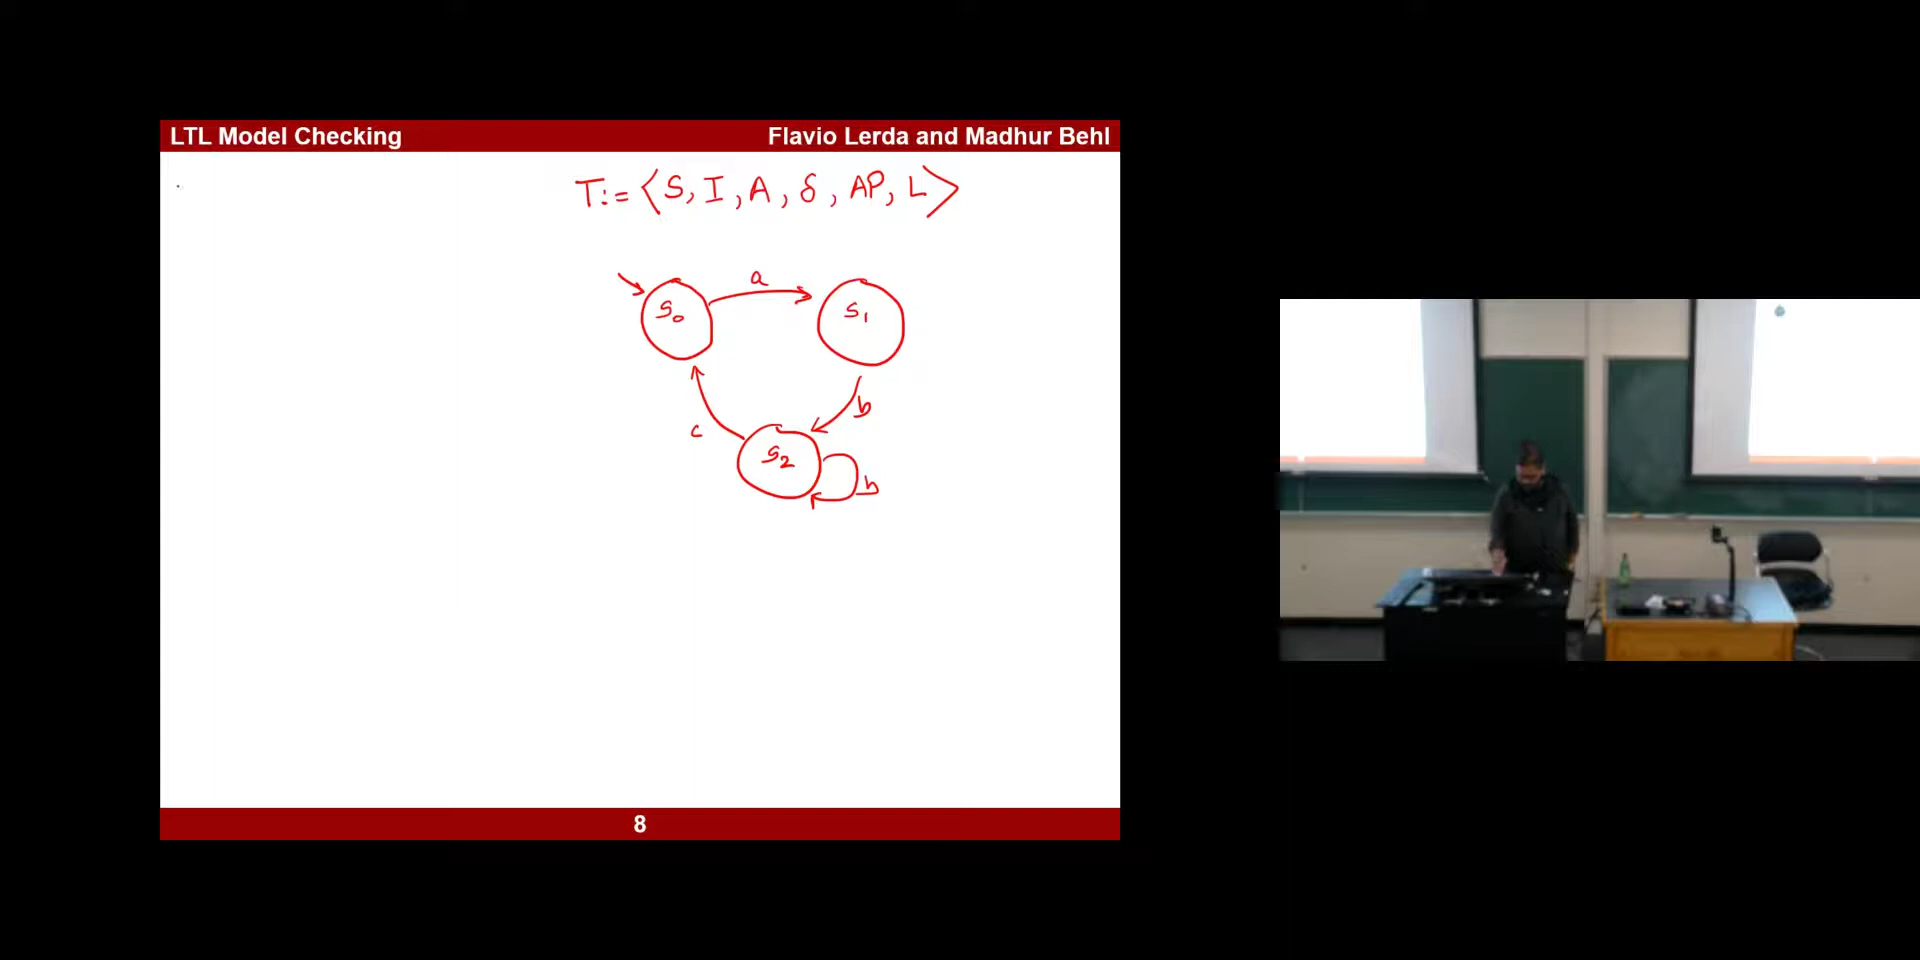 LTL Model Checking Flavio Lerda and Madhur Behl
T:= ⟨S, I, A, δ, AP, L⟩
a
S₀ S₁
b
c
S₂
b
8